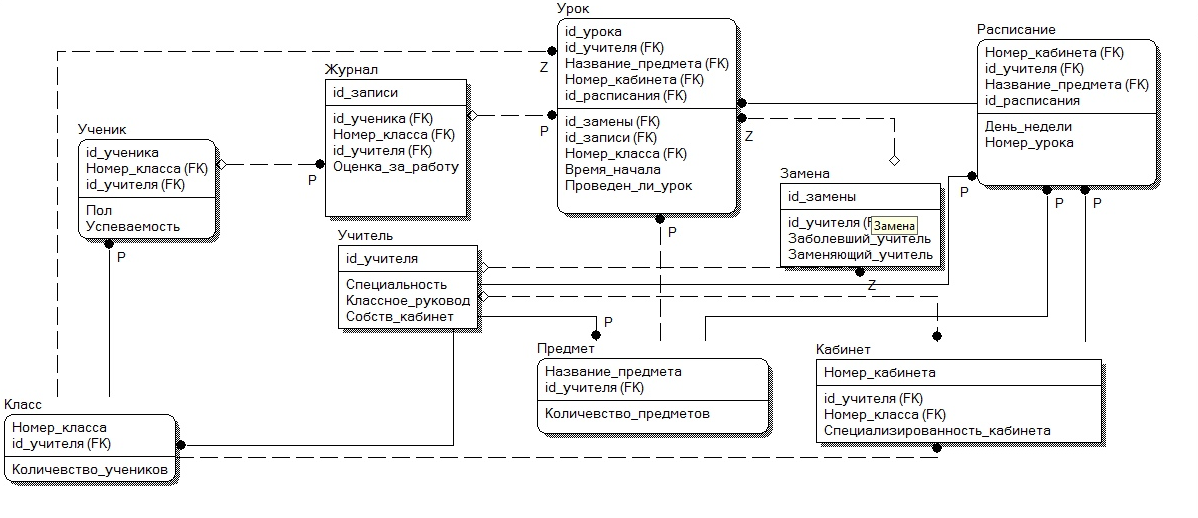 Урок
id_урока
id_учителя (FK)
Название_предмета (FK)
Номер_кабинета (FK)
id_расписания (FK)
id_замены (FK)
id_записи (FK)
Номер_класса (FK)
Время_начала
Проведен_ли_урок
Расписание
Номер_кабинета (FK)
id_учителя (FK)
Название_предмета (FK)
id_расписания
День_недели
Номер_урока
Журнал
id_записи
id_ученика (FK)
Номер_класса (FK)
id_учителя (FK)
Оценка_за_работу
Ученик
id_ученика
Номер_класса (FK)
id_учителя (FK)
Пол
Успеваемость
Замена
id_замены
id_учителя
Замена
Заболевший_учитель
Заменяющий_учитель
Учитель
id_учителя
Специальность
Классное_руковод
Собств_кабинет
Предмет
Название_предмета
id_учителя (FK)
Количевство_предметов
Кабинет
Номер_кабинета
id_учителя (FK)
Номер_класса (FK)
Специализированность_кабинета
Класс
Номер_класса
id_учителя (FK)
Количевство_учеников
Z
P
P
P
Z
P
P
P
P
Z
P